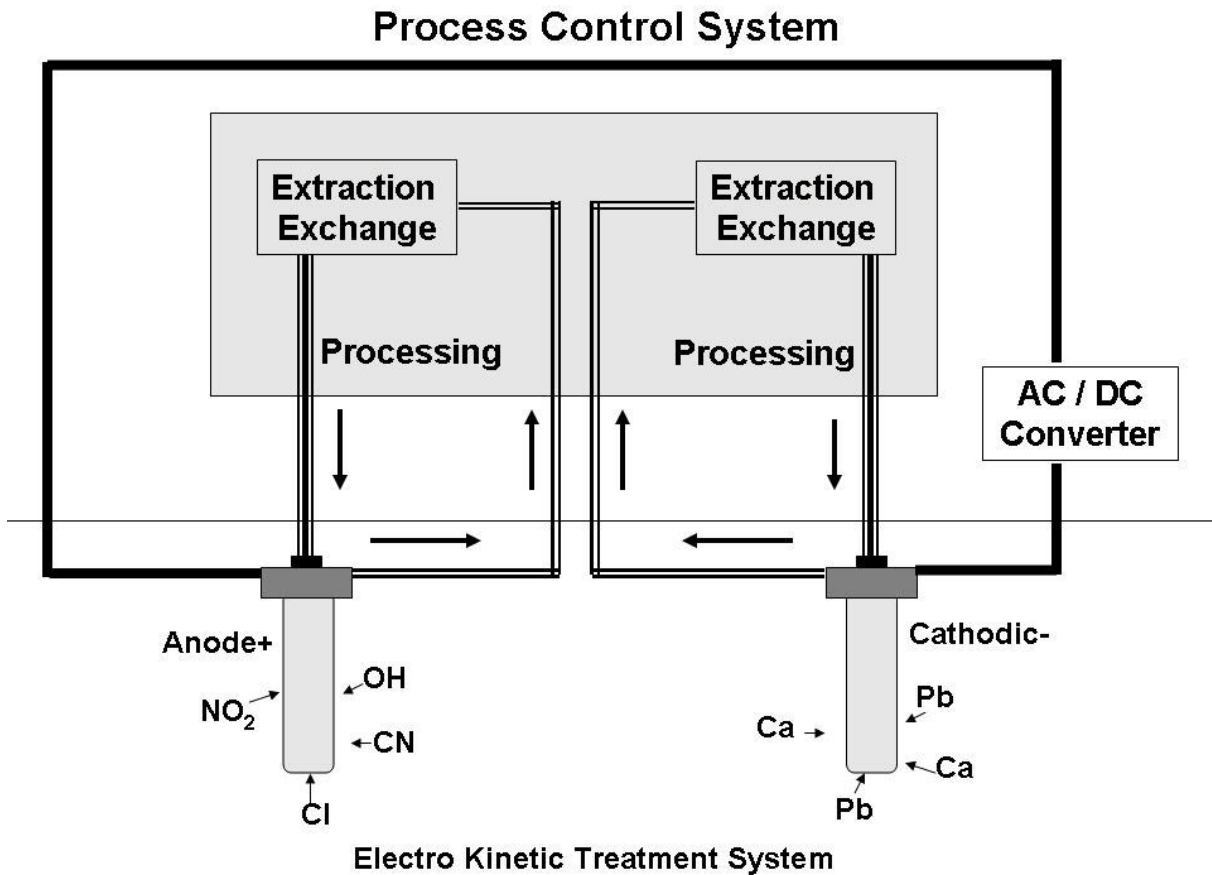 Process Control System
Extraction
Exchange
Extraction
Exchange
Processing
Processing
AC / DC
Converter
Anode+
Cathodic-
NO₂
OH
CN
Cl
Ca
Pb
Ca
Pb
Electro Kinetic Treatment System